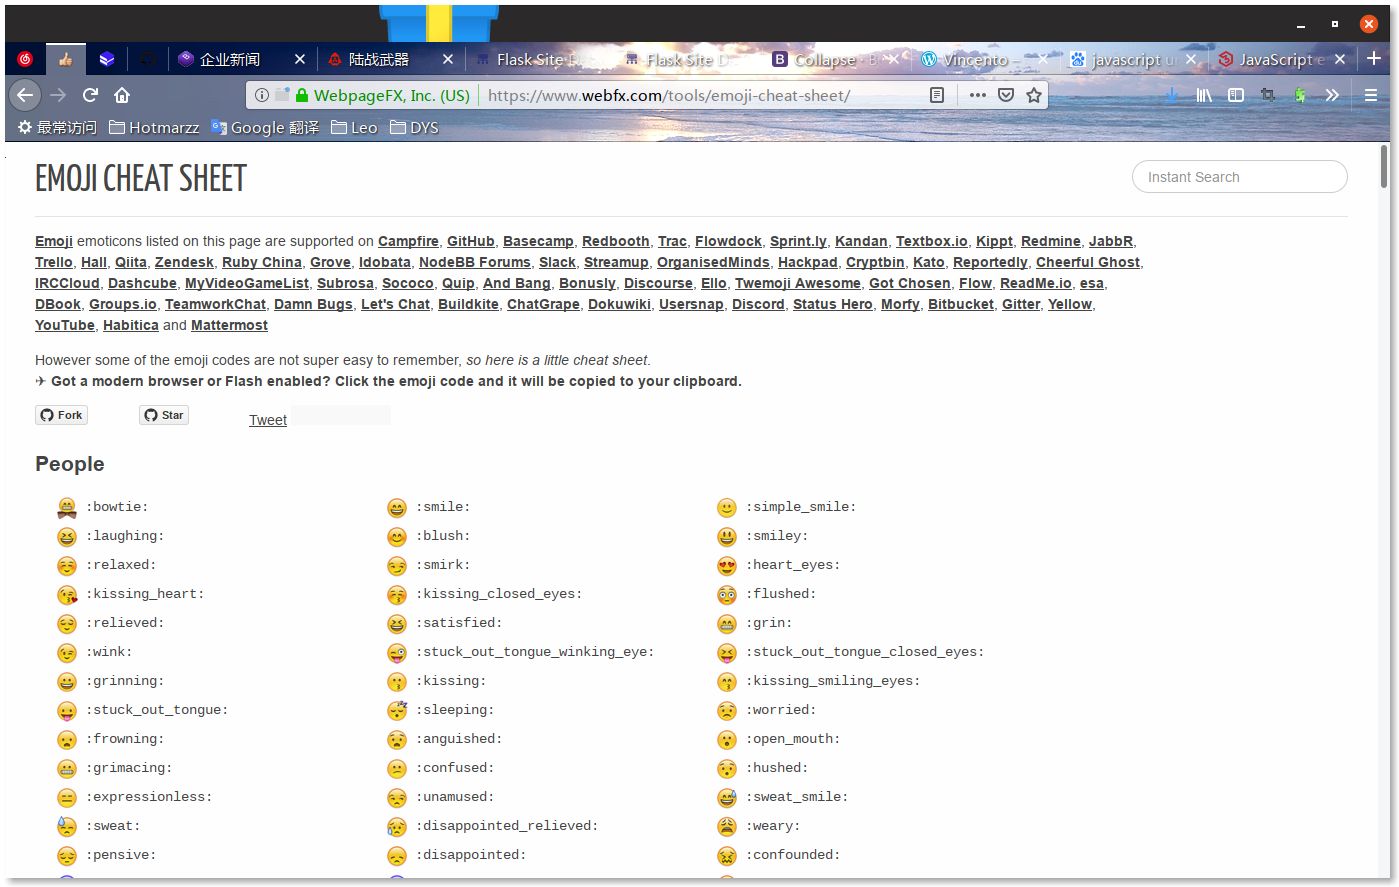 企业新闻 陆战武器 Flask Site Flask Site D Collapse Vincento javascript JavaScript e
WebpageFX, Inc. (US) https://www.webfx.com/tools/emoji-cheat-sheet/
最常访问 Hotmarzz Google 翻译 Leo DYS
EMOJI CHEAT SHEET Instant Search
Emoji emoticons listed on this page are supported on Campfire, GitHub, Basecamp, Redbooth, Trac, Flowdock, Sprint.ly, Kandan, Textbox.io, Kippt, Redmine, JabbR,
Trello, Hall, Qiita, Zendesk, Ruby China, Grove, Idobata, NodeBB Forums, Slack, Streamup, OrganisedMinds, Hackpad, Cryptbin, Kato, Reportedly, Cheerful Ghost,
IRCCloud, Dashcube, MyVideoGameList, Subrosa, Sococo, Quip, And Bang, Bonusly, Discourse, Ello, Twemoji Awesome, Got Chosen, Flow, ReadMe.io, esa,
DBook, Groups.io, TeamworkChat, Damn Bugs, Let's Chat, Buildkite, ChatGrape, Dokuwiki, Usersnap, Discord, Status Hero, Morfy, Bitbucket, Gitter, Yellow,
YouTube, Habitica and Mattermost
However some of the emoji codes are not super easy to remember, so here is a little cheat sheet.
✈ Got a modern browser or Flash enabled? Click the emoji code and it will be copied to your clipboard.
Fork Star Tweet
People
:bowtie: :smile: :simple_smile:
:laughing: :blush: :smiley:
:relaxed: :smirk: :heart_eyes:
:kissing_heart: :kissing_closed_eyes: :flushed:
:relieved: :satisfied: :grin:
:wink: :stuck_out_tongue_winking_eye: :stuck_out_tongue_closed_eyes:
:grinning: :kissing: :kissing_smiling_eyes:
:stuck_out_tongue: :sleeping: :worried:
:frowning: :anguished: :open_mouth:
:grimacing: :confused: :hushed:
:expressionless: :unamused: :sweat_smile:
:sweat: :disappointed_relieved: :weary:
:pensive: :disappointed: :confounded: